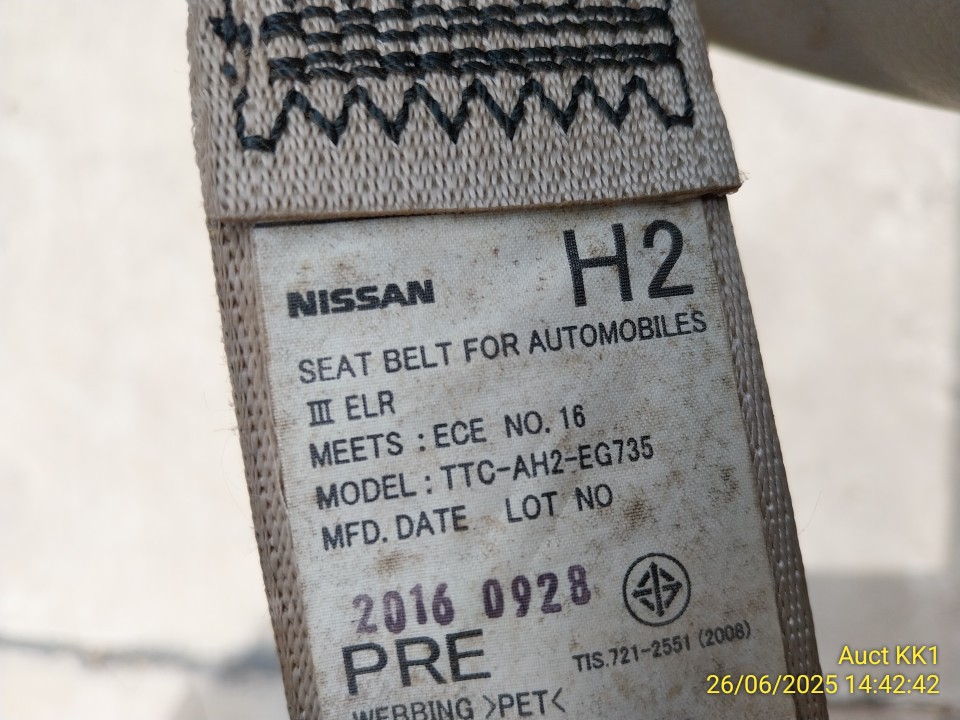 H2
NISSAN
SEAT BELT FOR AUTOMOBILES
III ELR
MEETS : ECE NO. 16
MODEL : TTC-AH2-EG735
MFD. DATE LOT NO
2016 0928
PRE
TIS.721-2551 (2008)
WEBBING >PET<
Auct KK1
26/06/2025 14:42:42